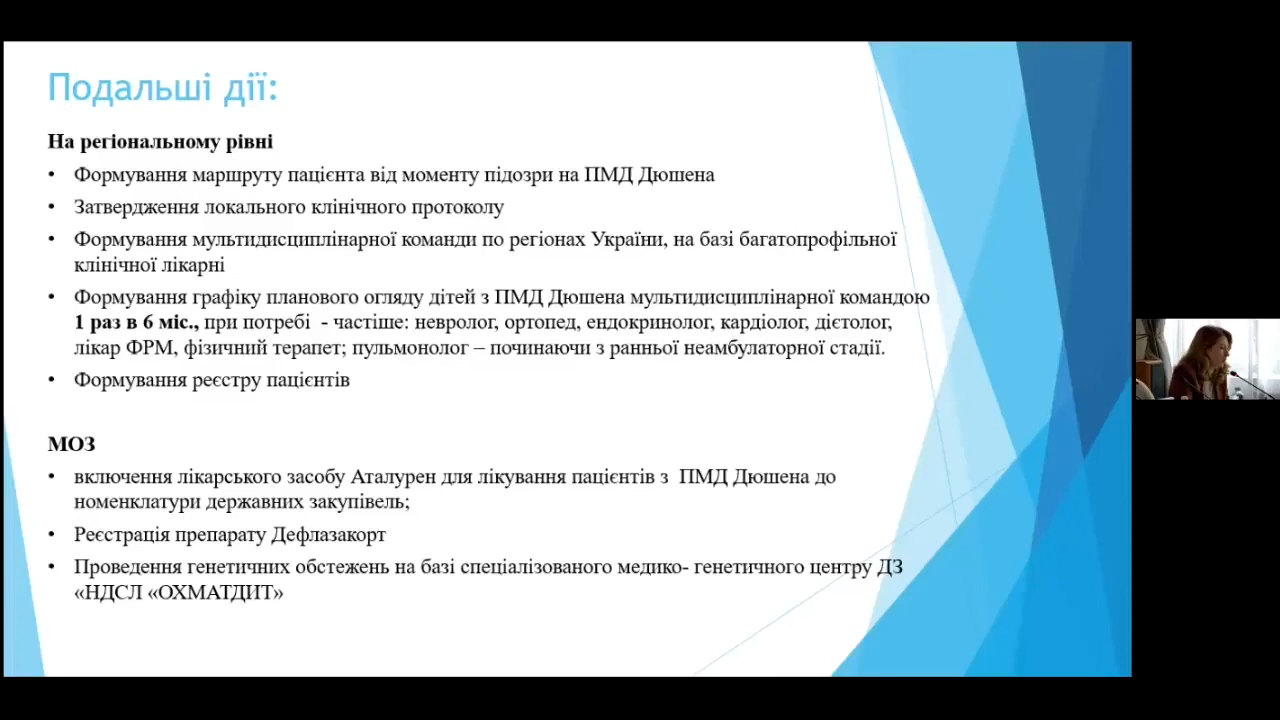 Подальші дії:
На регіональному рівні
• Формування маршруту пацієнта від моменту підозри на ПМД Дюшена
• Затвердження локального клінічного протоколу
• Формування мультидисциплінарної команди по регіонах України, на базі багатопрофільної
клінічної лікарні
• Формування графіку планового огляду дітей з ПМД Дюшена мультидисциплінарної командою
1 раз в 6 міс., при потребі - частіше: невролог, ортопед, ендокринолог, кардіолог, дієтолог,
лікар ФРМ, фізичний терапет; пульмонолог – починаючи з ранньої неамбулаторної стадії.
• Формування реєстру пацієнтів
МОЗ
• включення лікарського засобу Аталурен для лікування пацієнтів з ПМД Дюшена до
номенклатури державних закупівель;
• Реєстрація препарату Дефлазакорт
• Проведення генетичних обстежень на базі спеціалізованого медико- генетичного центру ДЗ
«НДСЛ «ОХМАТДИТ»